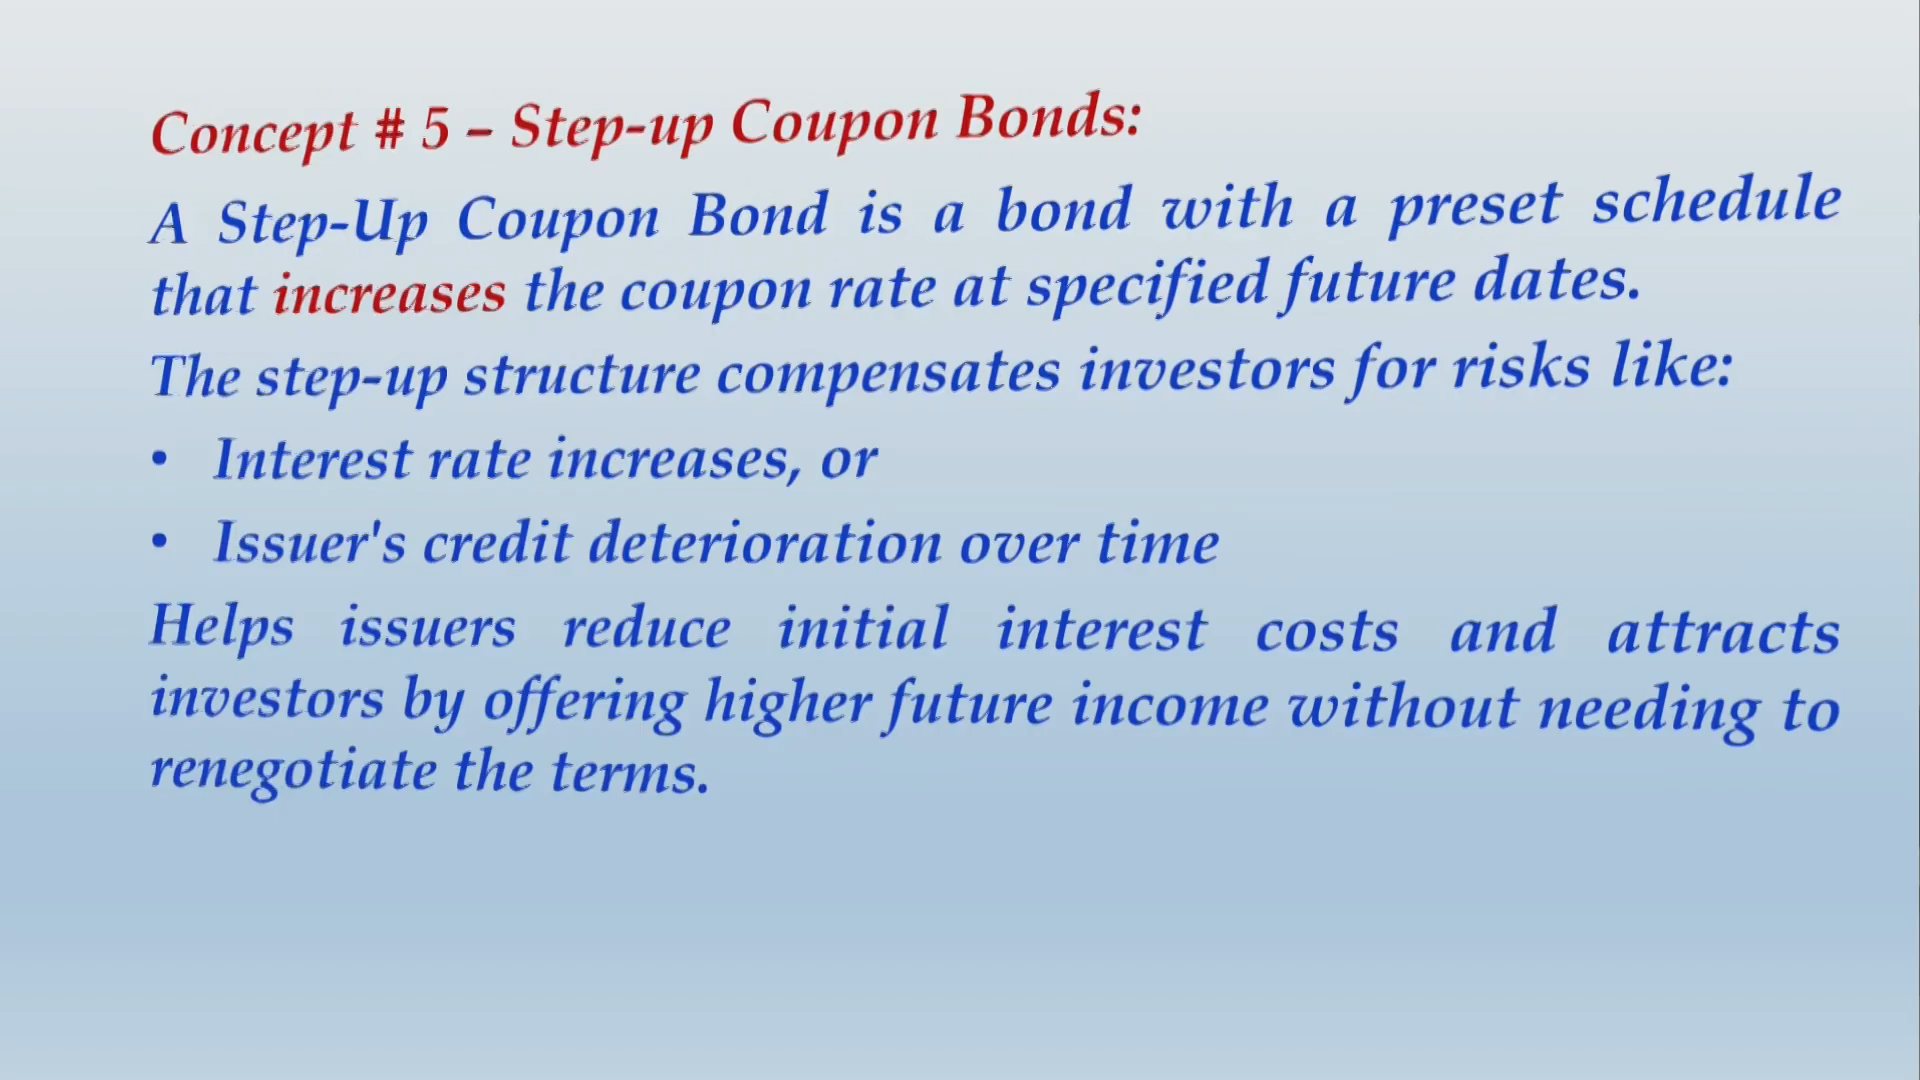 Concept # 5 – Step-up Coupon Bonds:
A Step-Up Coupon Bond is a bond with a preset schedule
that increases the coupon rate at specified future dates.
The step-up structure compensates investors for risks like:
• Interest rate increases, or
• Issuer's credit deterioration over time
Helps issuers reduce initial interest costs and attracts
investors by offering higher future income without needing to
renegotiate the terms.